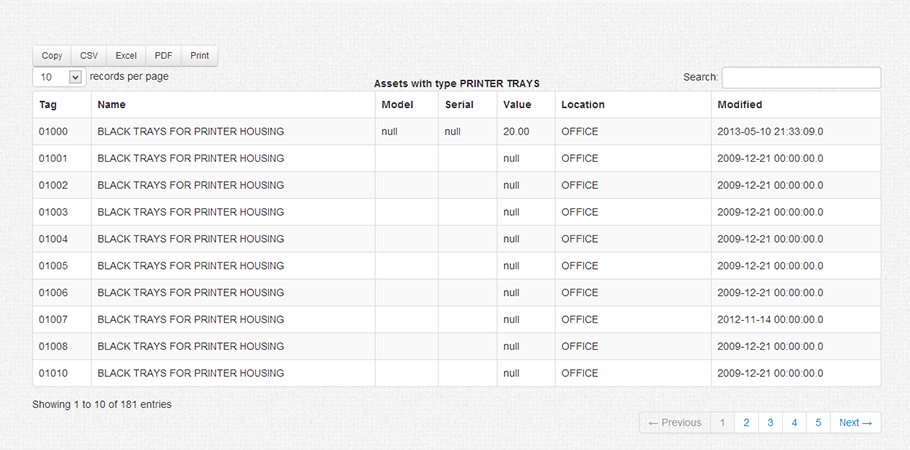 Copy CSV Excel PDF Print
10 records per page
Assets with type PRINTER TRAYS
Search:
Tag Name Model Serial Value Location Modified
01000 BLACK TRAYS FOR PRINTER HOUSING null null 20.00 OFFICE 2013-05-10 21:33:09.0
01001 BLACK TRAYS FOR PRINTER HOUSING null OFFICE 2009-12-21 00:00:00.0
01002 BLACK TRAYS FOR PRINTER HOUSING null OFFICE 2009-12-21 00:00:00.0
01003 BLACK TRAYS FOR PRINTER HOUSING null OFFICE 2009-12-21 00:00:00.0
01004 BLACK TRAYS FOR PRINTER HOUSING null OFFICE 2009-12-21 00:00:00.0
01005 BLACK TRAYS FOR PRINTER HOUSING null OFFICE 2009-12-21 00:00:00.0
01006 BLACK TRAYS FOR PRINTER HOUSING null OFFICE 2009-12-21 00:00:00.0
01007 BLACK TRAYS FOR PRINTER HOUSING null OFFICE 2012-11-14 00:00:00.0
01008 BLACK TRAYS FOR PRINTER HOUSING null OFFICE 2009-12-21 00:00:00.0
01010 BLACK TRAYS FOR PRINTER HOUSING null OFFICE 2009-12-21 00:00:00.0
Showing 1 to 10 of 181 entries
← Previous 1 2 3 4 5 Next →